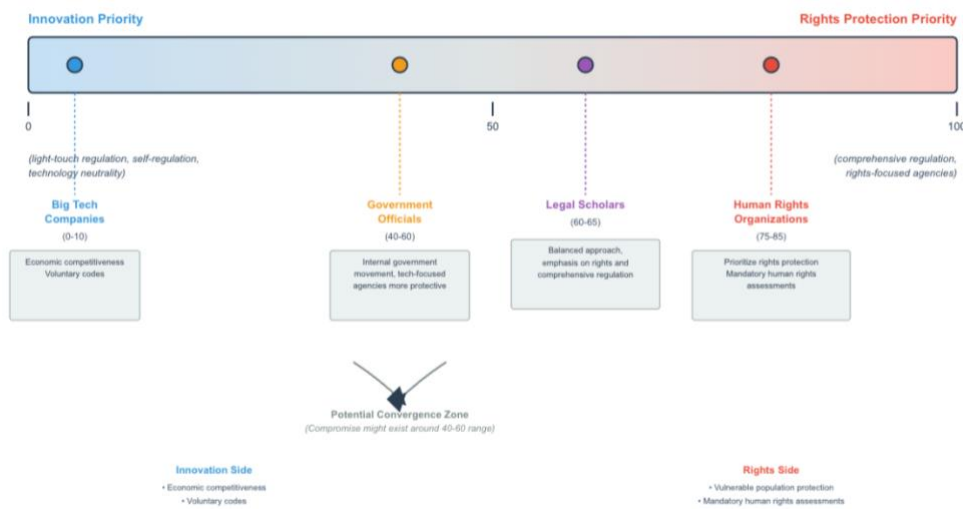 Innovation Priority
Rights Protection Priority
0
50
100
(light-touch regulation, self-regulation,
technology neutrality)
(comprehensive regulation,
rights-focused agencies)
Big Tech
Companies
(0-10)
Economic competitiveness
Voluntary codes
Government
Officials
(40-60)
Internal government
movement, tech-focused
agencies more protective
Legal Scholars
(60-65)
Balanced approach,
emphasis on rights and
comprehensive regulation
Human Rights
Organizations
(75-85)
Prioritize rights protection
Mandatory human rights
assessments
Potential Convergence Zone
(Compromise might exist around 40-60 range)
Innovation Side
• Economic competitiveness
• Voluntary codes
Rights Side
• Vulnerable population protection
• Mandatory human rights assessments